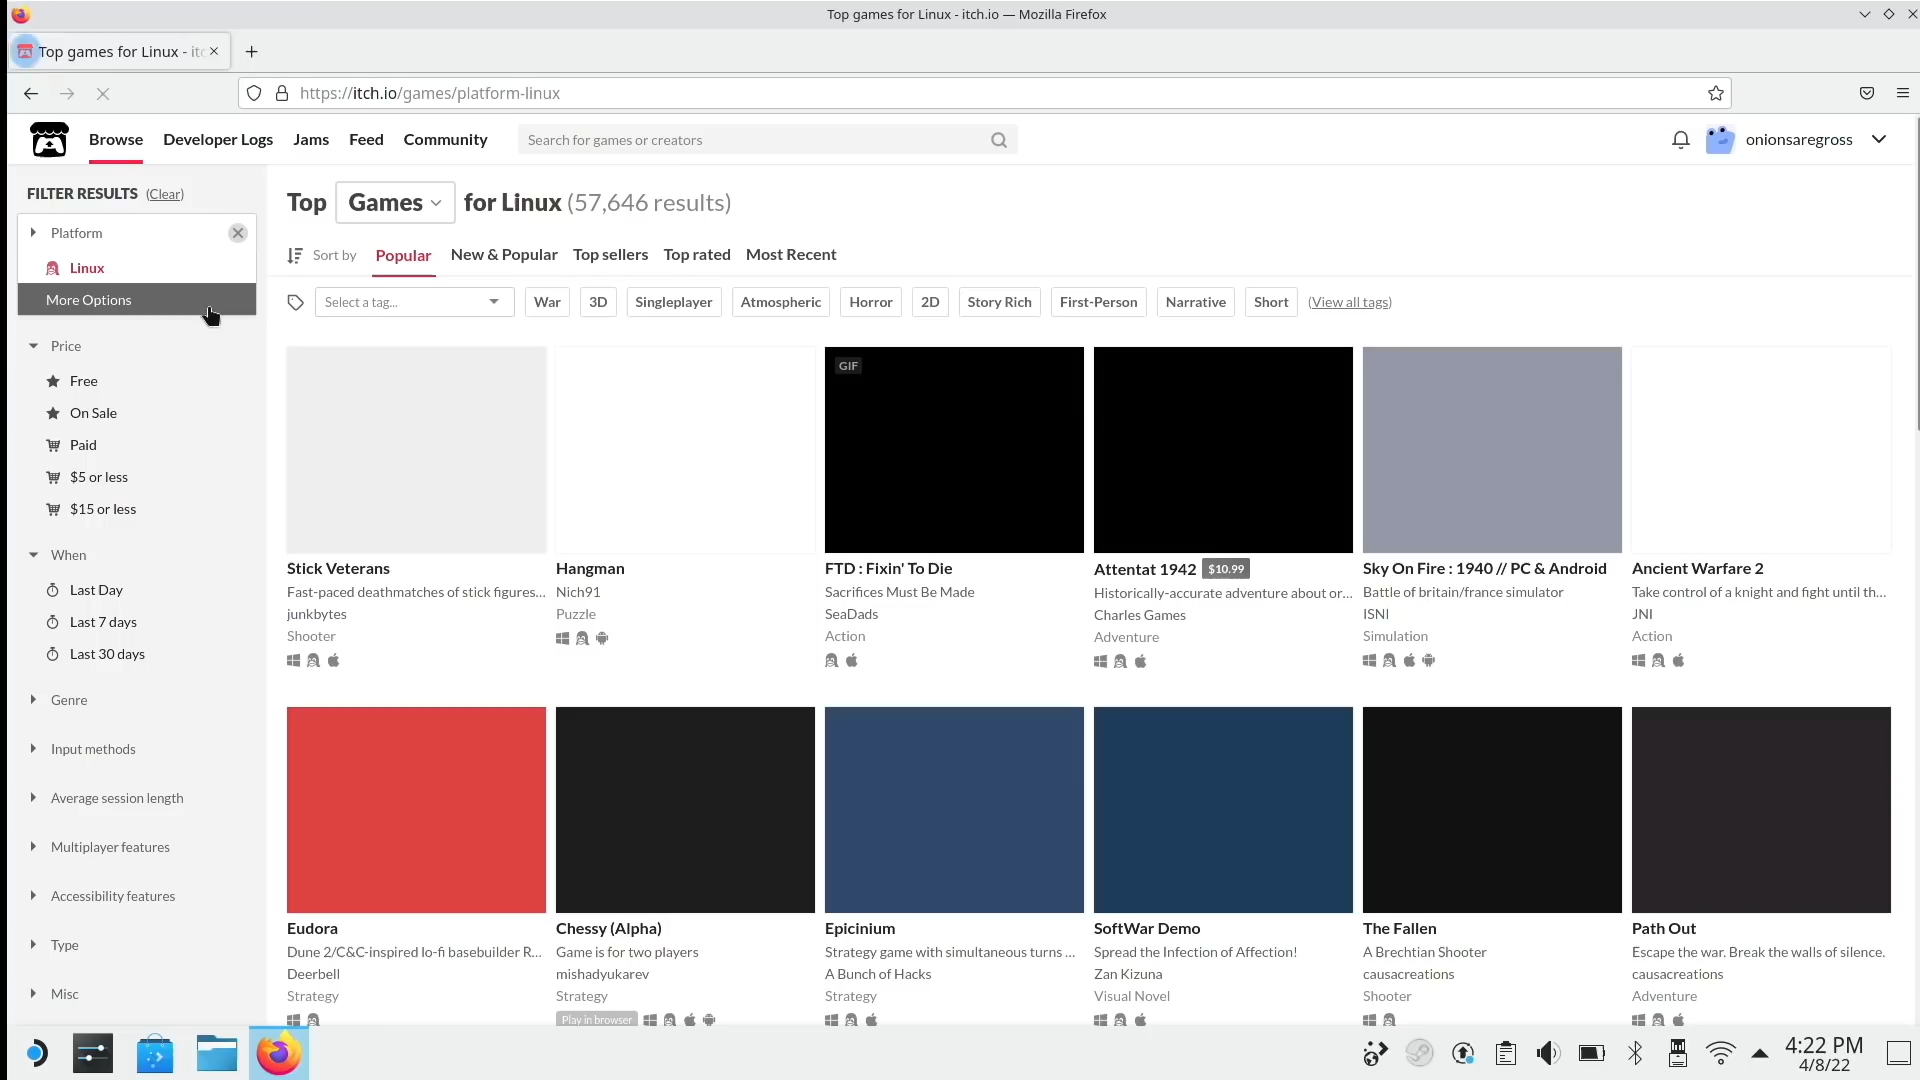 Top games for Linux - itch.io — Mozilla Firefox
Top games for Linux - itc
https://itch.io/games/platform-linux
Browse Developer Logs Jams Feed Community Search for games or creators onionsaregross
FILTER RESULTS (Clear)
Platform
Linux
More Options
Price
Free
On Sale
Paid
$5 or less
$15 or less
When
Last Day
Last 7 days
Last 30 days
Genre
Input methods
Average session length
Multiplayer features
Accessibility features
Type
Misc
Top Games for Linux (57,646 results)
Sort by Popular New & Popular Top sellers Top rated Most Recent
Select a tag... War 3D Singleplayer Atmospheric Horror 2D Story Rich First-Person Narrative Short (View all tags)
Stick Veterans
Fast-paced deathmatches of stick figures...
junkbytes
Shooter
Hangman
Nich91
Puzzle
GIF
FTD : Fixin' To Die
Sacrifices Must Be Made
SeaDads
Action
Attentat 1942 $10.99
Historically-accurate adventure about or...
Charles Games
Adventure
Sky On Fire : 1940 // PC & Android
Battle of britain/france simulator
ISNI
Simulation
Ancient Warfare 2
Take control of a knight and fight until th...
JNI
Action
Eudora
Dune 2/C&C-inspired lo-fi basebuilder R...
Deerbell
Strategy
Chessy (Alpha)
Game is for two players
mishadyukarev
Strategy
Play in browser
Epicinium
Strategy game with simultaneous turns ...
A Bunch of Hacks
Strategy
SoftWar Demo
Spread the Infection of Affection!
Zan Kizuna
Visual Novel
The Fallen
A Brechtian Shooter
causacreations
Shooter
Path Out
Escape the war. Break the walls of silence.
causacreations
Adventure
4:22 PM
4/8/22